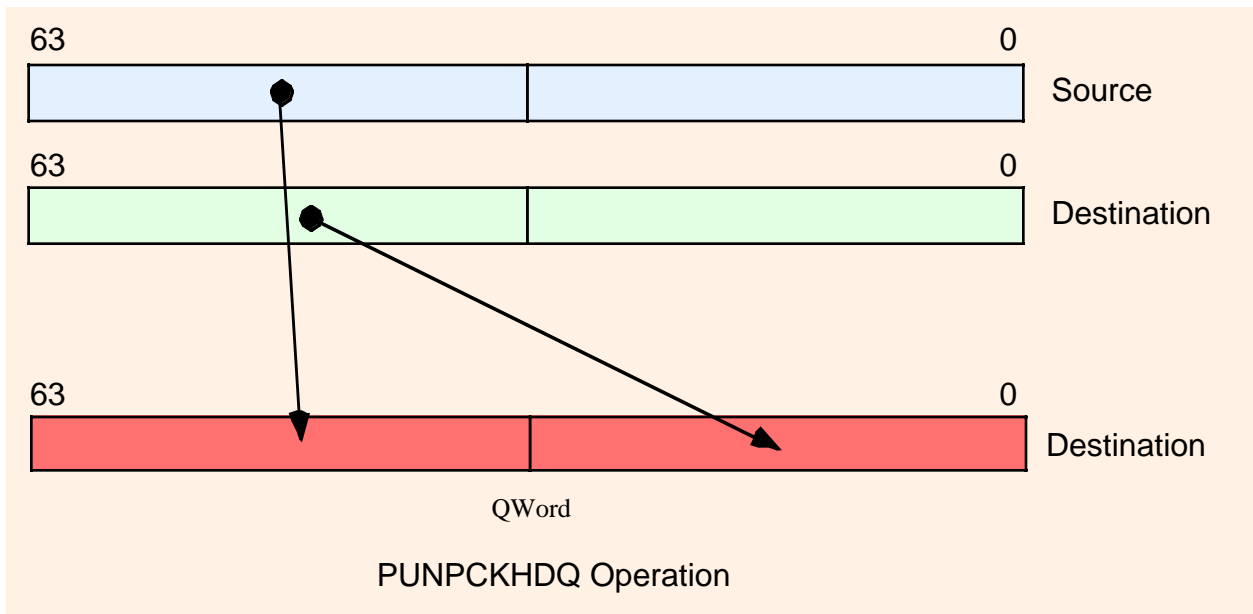 63 0
Source
63 0
Destination
63 0
Destination
QWord
PUNPCKHDQ Operation